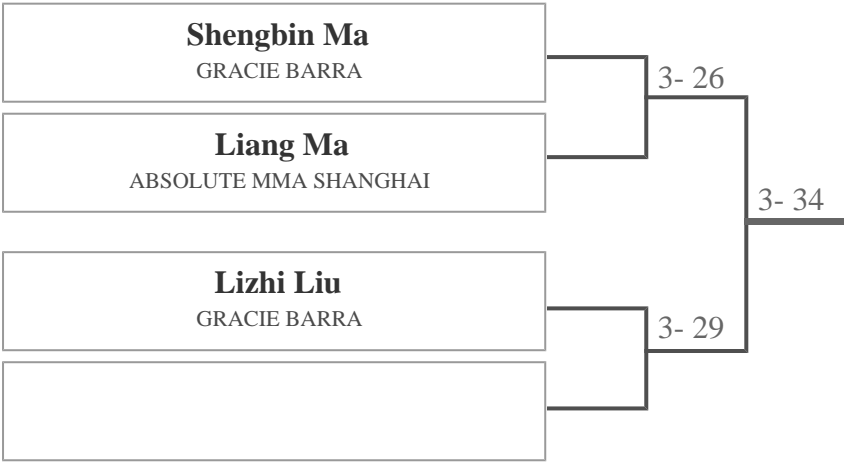 Shengbin Ma
GRACIE BARRA
3- 26
Liang Ma
ABSOLUTE MMA SHANGHAI
3- 34
Lizhi Liu
GRACIE BARRA
3- 29